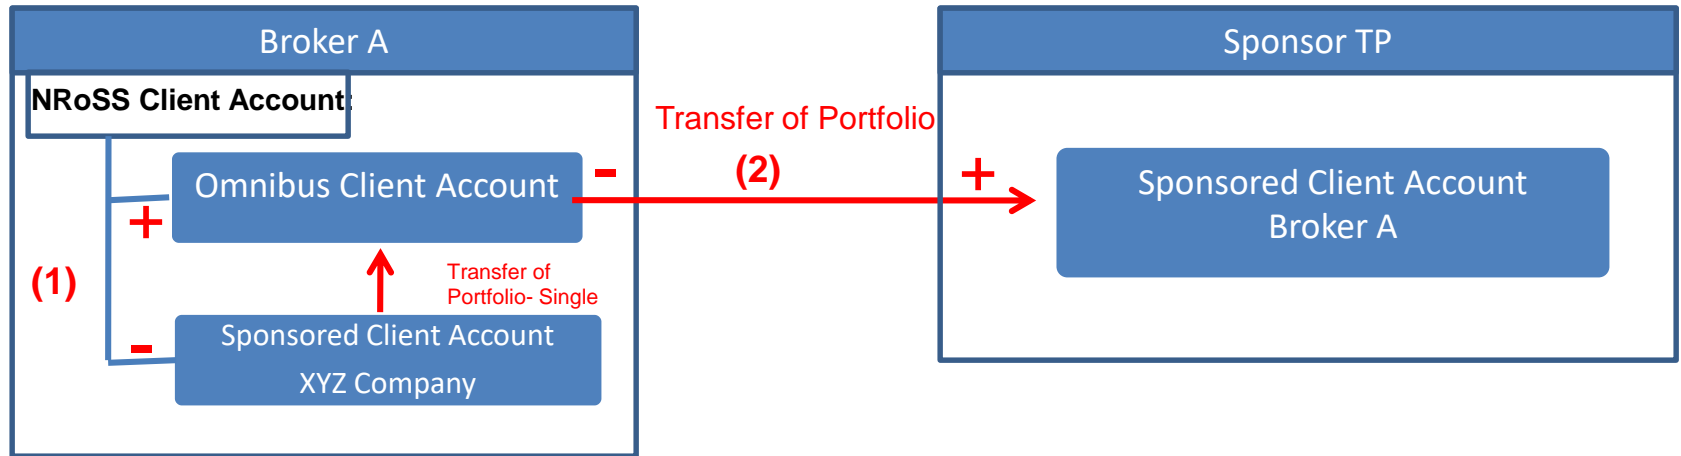 Broker A
Sponsor TP
NRoSS Client Account:
Transfer of Portfolio
(2)
Omnibus Client Account
-
+
+
Sponsored Client Account
Broker A
(1)
Transfer of
Portfolio- Single
-
Sponsored Client Account
XYZ Company